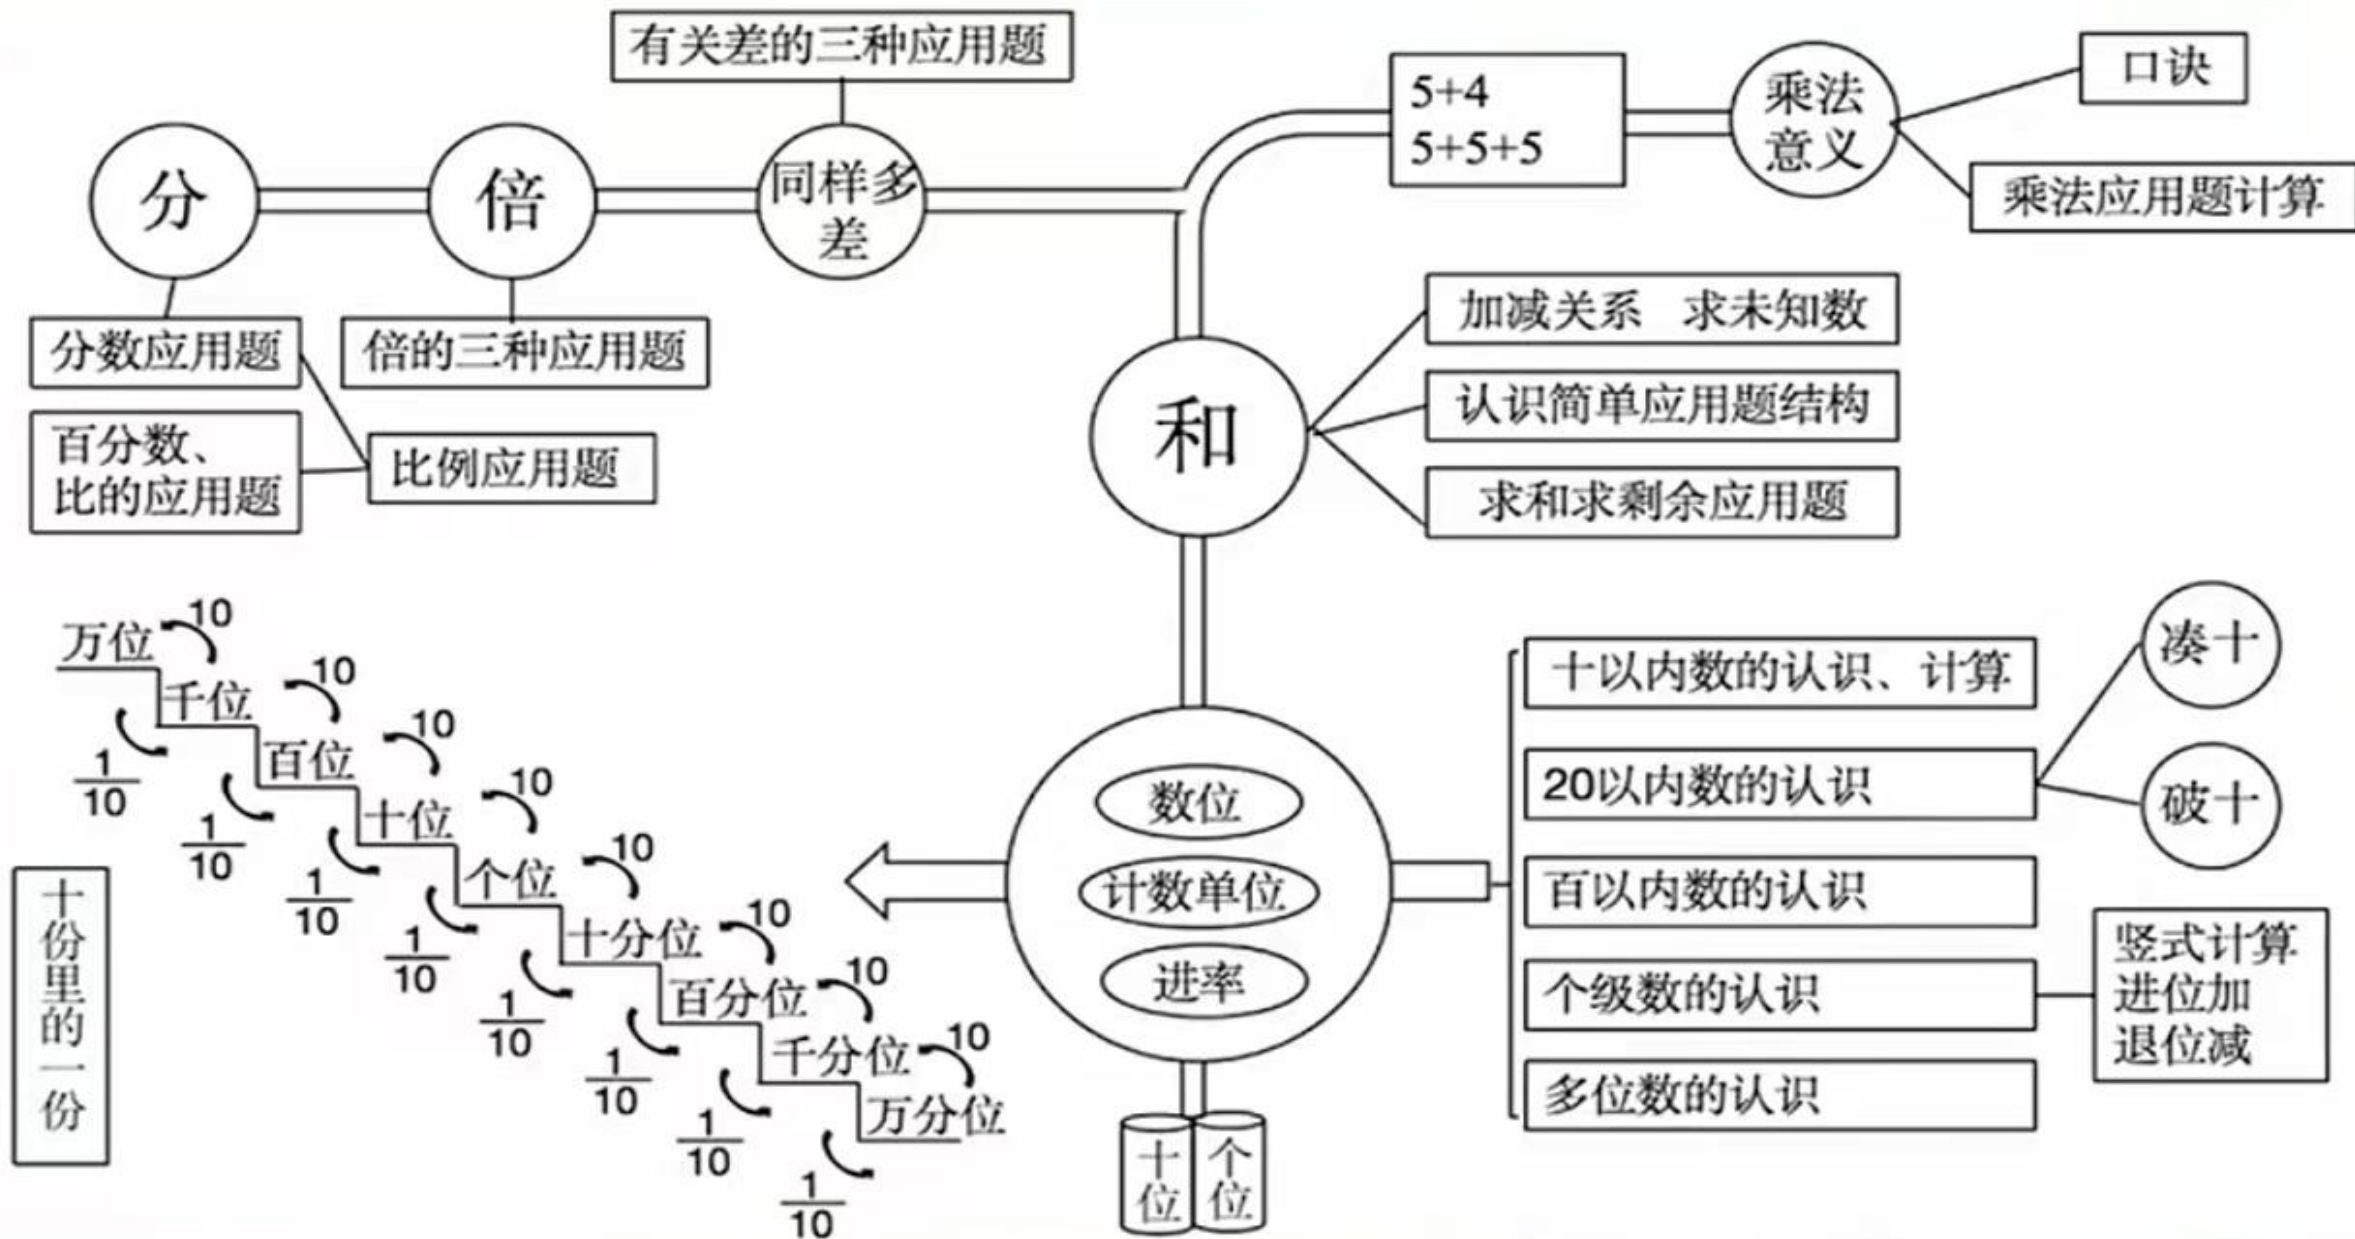 有关差的三种应用题
5+4
5+5+5
乘法
意义
口诀
乘法应用题计算
分
倍
同样多
差
分数应用题
倍的三种应用题
百分数、
比的应用题
比例应用题
和
加减关系 求未知数
认识简单应用题结构
求和求剩余应用题
万位
10
千位
10
百位
10
十位
10
个位
10
十分位
10
百分位
10
千分位
10
万分位
1/10
1/10
1/10
1/10
1/10
1/10
1/10
1/10
十份里的一份
数位
计数单位
进率
十位
个位
十以内数的认识、计算
20以内数的认识
百以内数的认识
个级数的认识
多位数的认识
凑十
破十
竖式计算
进位加
退位减